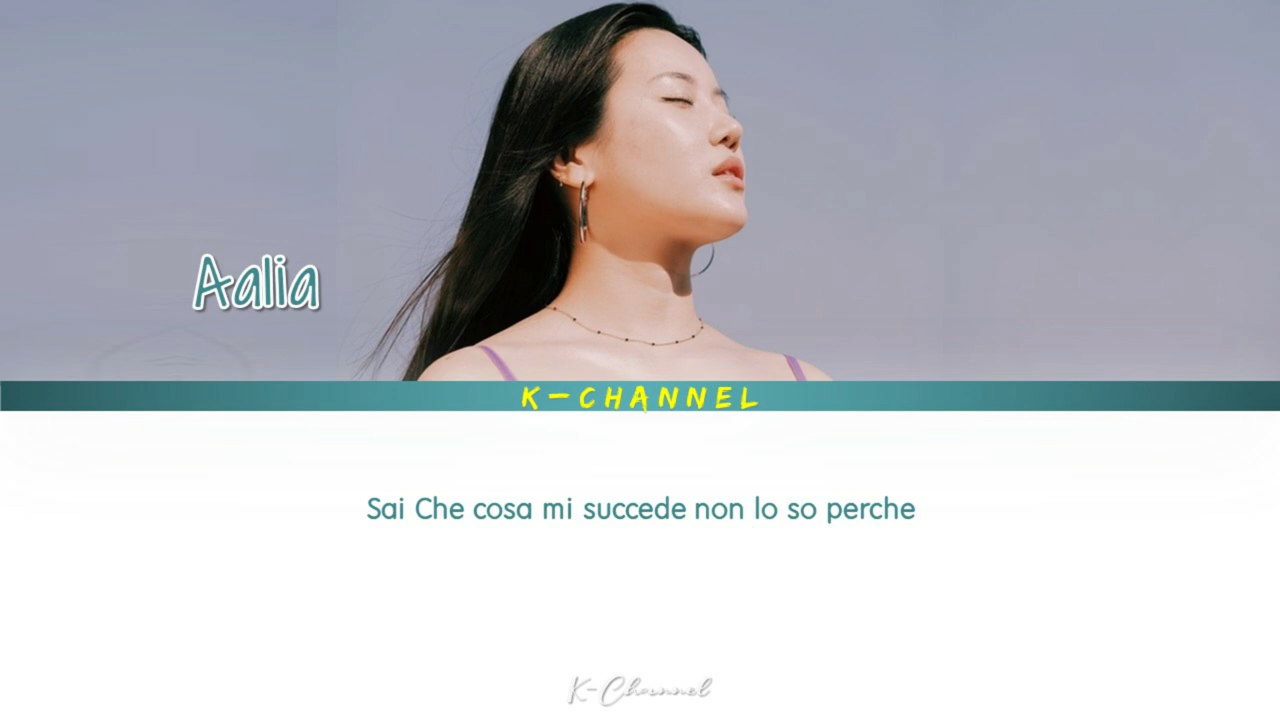 Aalia
K-CHANNEL
Sai Che cosa mi succede non lo so perche
K-Channel